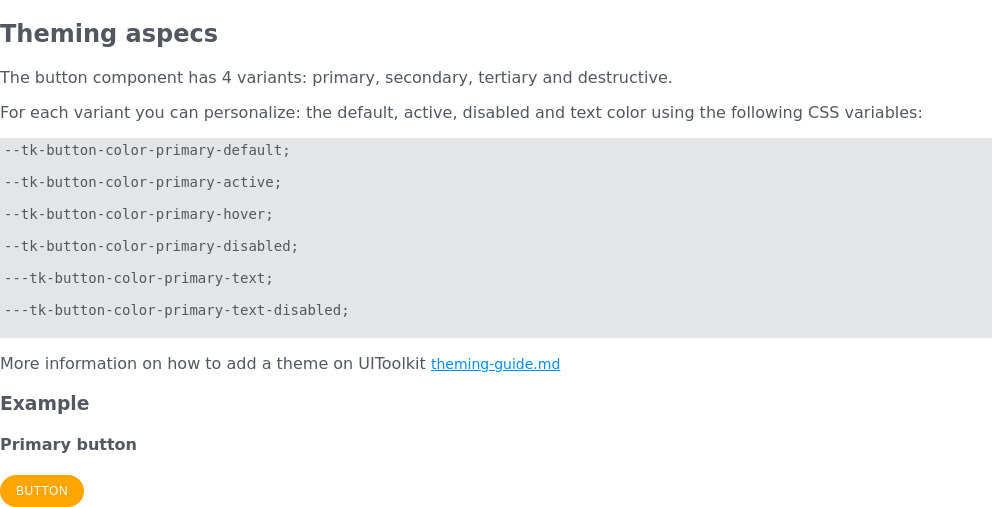 Theming aspecs
The button component has 4 variants: primary, secondary, tertiary and destructive.
For each variant you can personalize: the default, active, disabled and text color using the following CSS variables:
--tk-button-color-primary-default;
--tk-button-color-primary-active;
--tk-button-color-primary-hover;
--tk-button-color-primary-disabled;
---tk-button-color-primary-text;
---tk-button-color-primary-text-disabled;
More information on how to add a theme on UIToolkit theming-guide.md
Example
Primary button
BUTTON